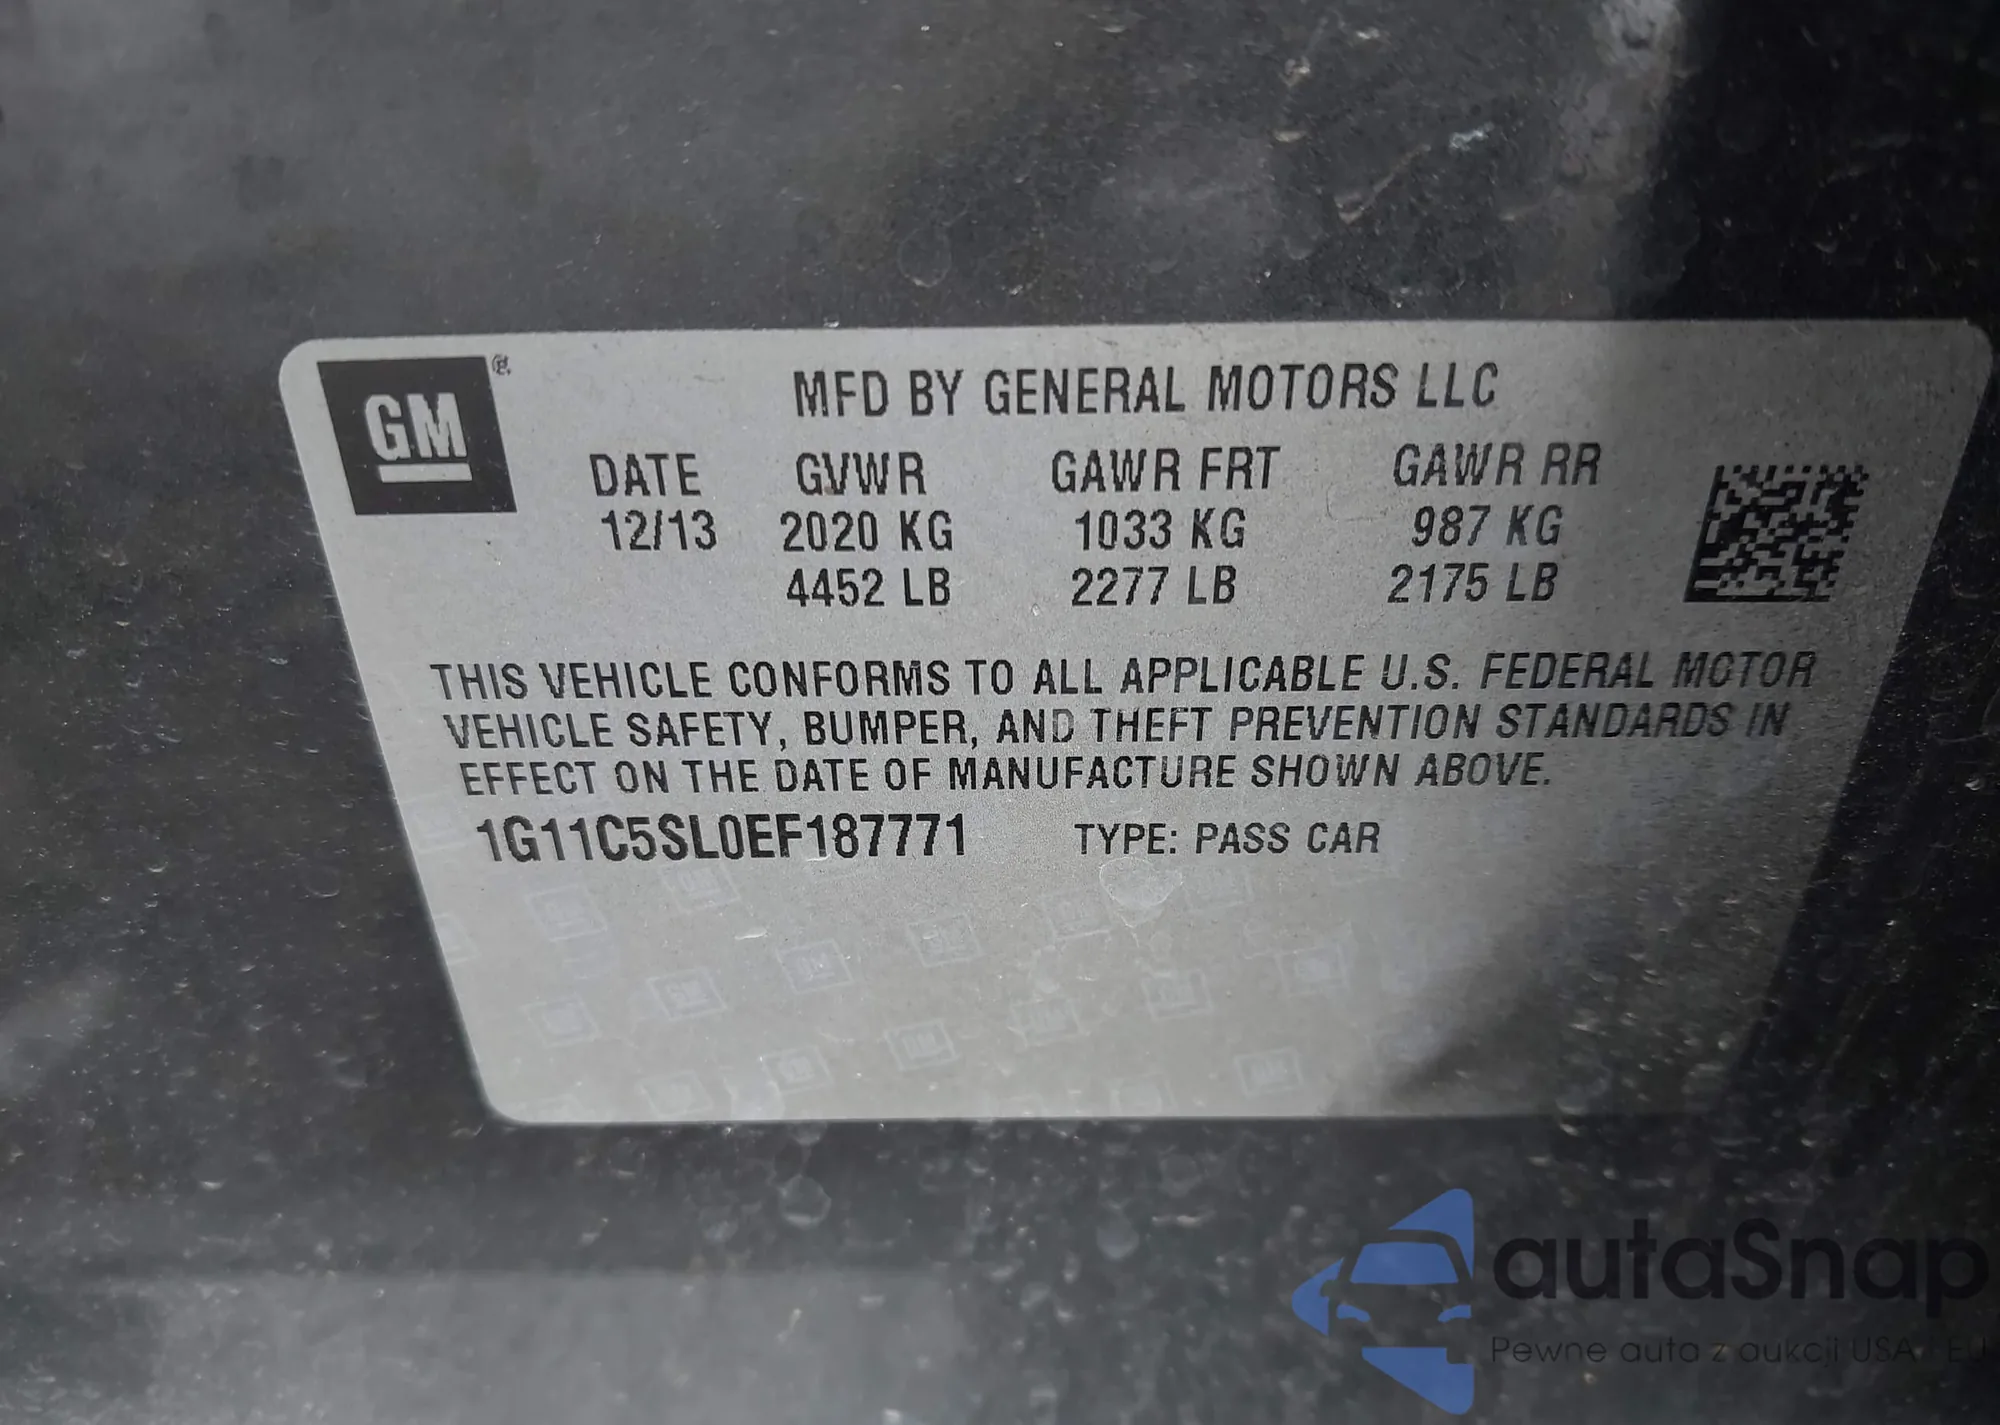 GM ®
MFD BY GENERAL MOTORS LLC
DATE GVWR GAWR FRT GAWR RR
12/13 2020 KG 1033 KG 987 KG
4452 LB 2277 LB 2175 LB
THIS VEHICLE CONFORMS TO ALL APPLICABLE U.S. FEDERAL MOTOR
VEHICLE SAFETY, BUMPER, AND THEFT PREVENTION STANDARDS IN
EFFECT ON THE DATE OF MANUFACTURE SHOWN ABOVE.
1G11C5SL0EF187771 TYPE: PASS CAR
autaSnap
Pewne auta z aukcji USA / EU